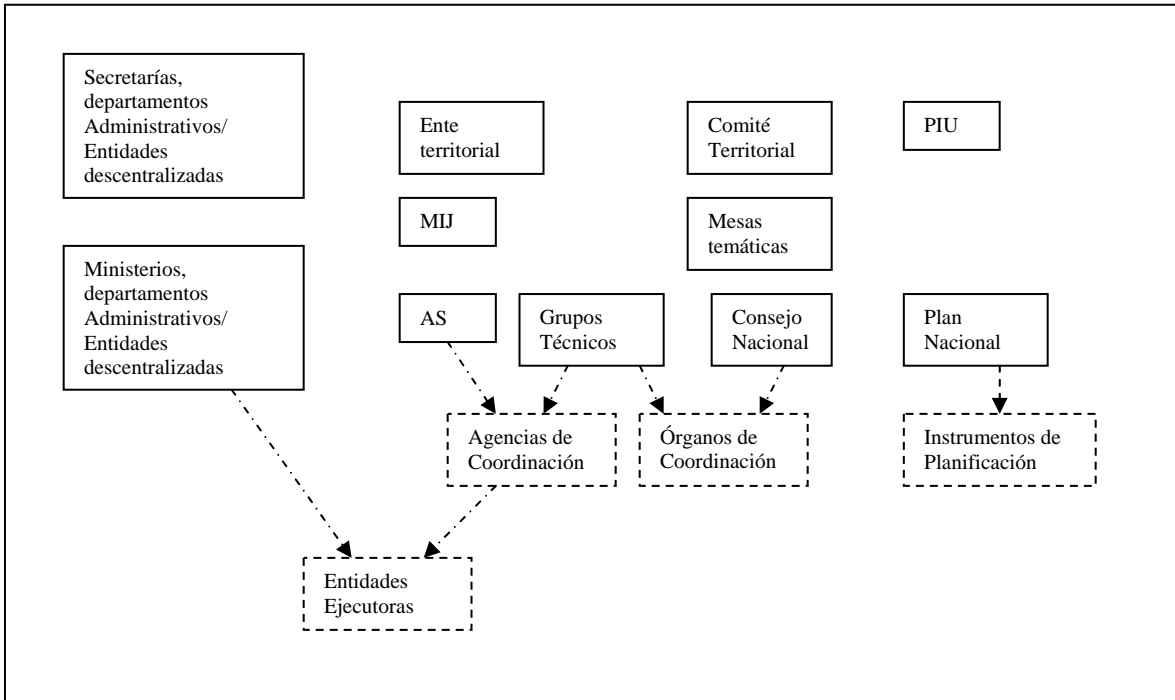 Secretarías,
departamentos
Administrativos/
Entidades
descentralizadas
Ente
territorial
Comité
Territorial
PIU
MIJ
Mesas
temáticas
Ministerios,
departamentos
Administrativos/
Entidades
descentralizadas
AS
Grupos
Técnicos
Consejo
Nacional
Plan
Nacional
Agencias de
Coordinación
Órganos de
Coordinación
Instrumentos de
Planificación
Entidades
Ejecutoras